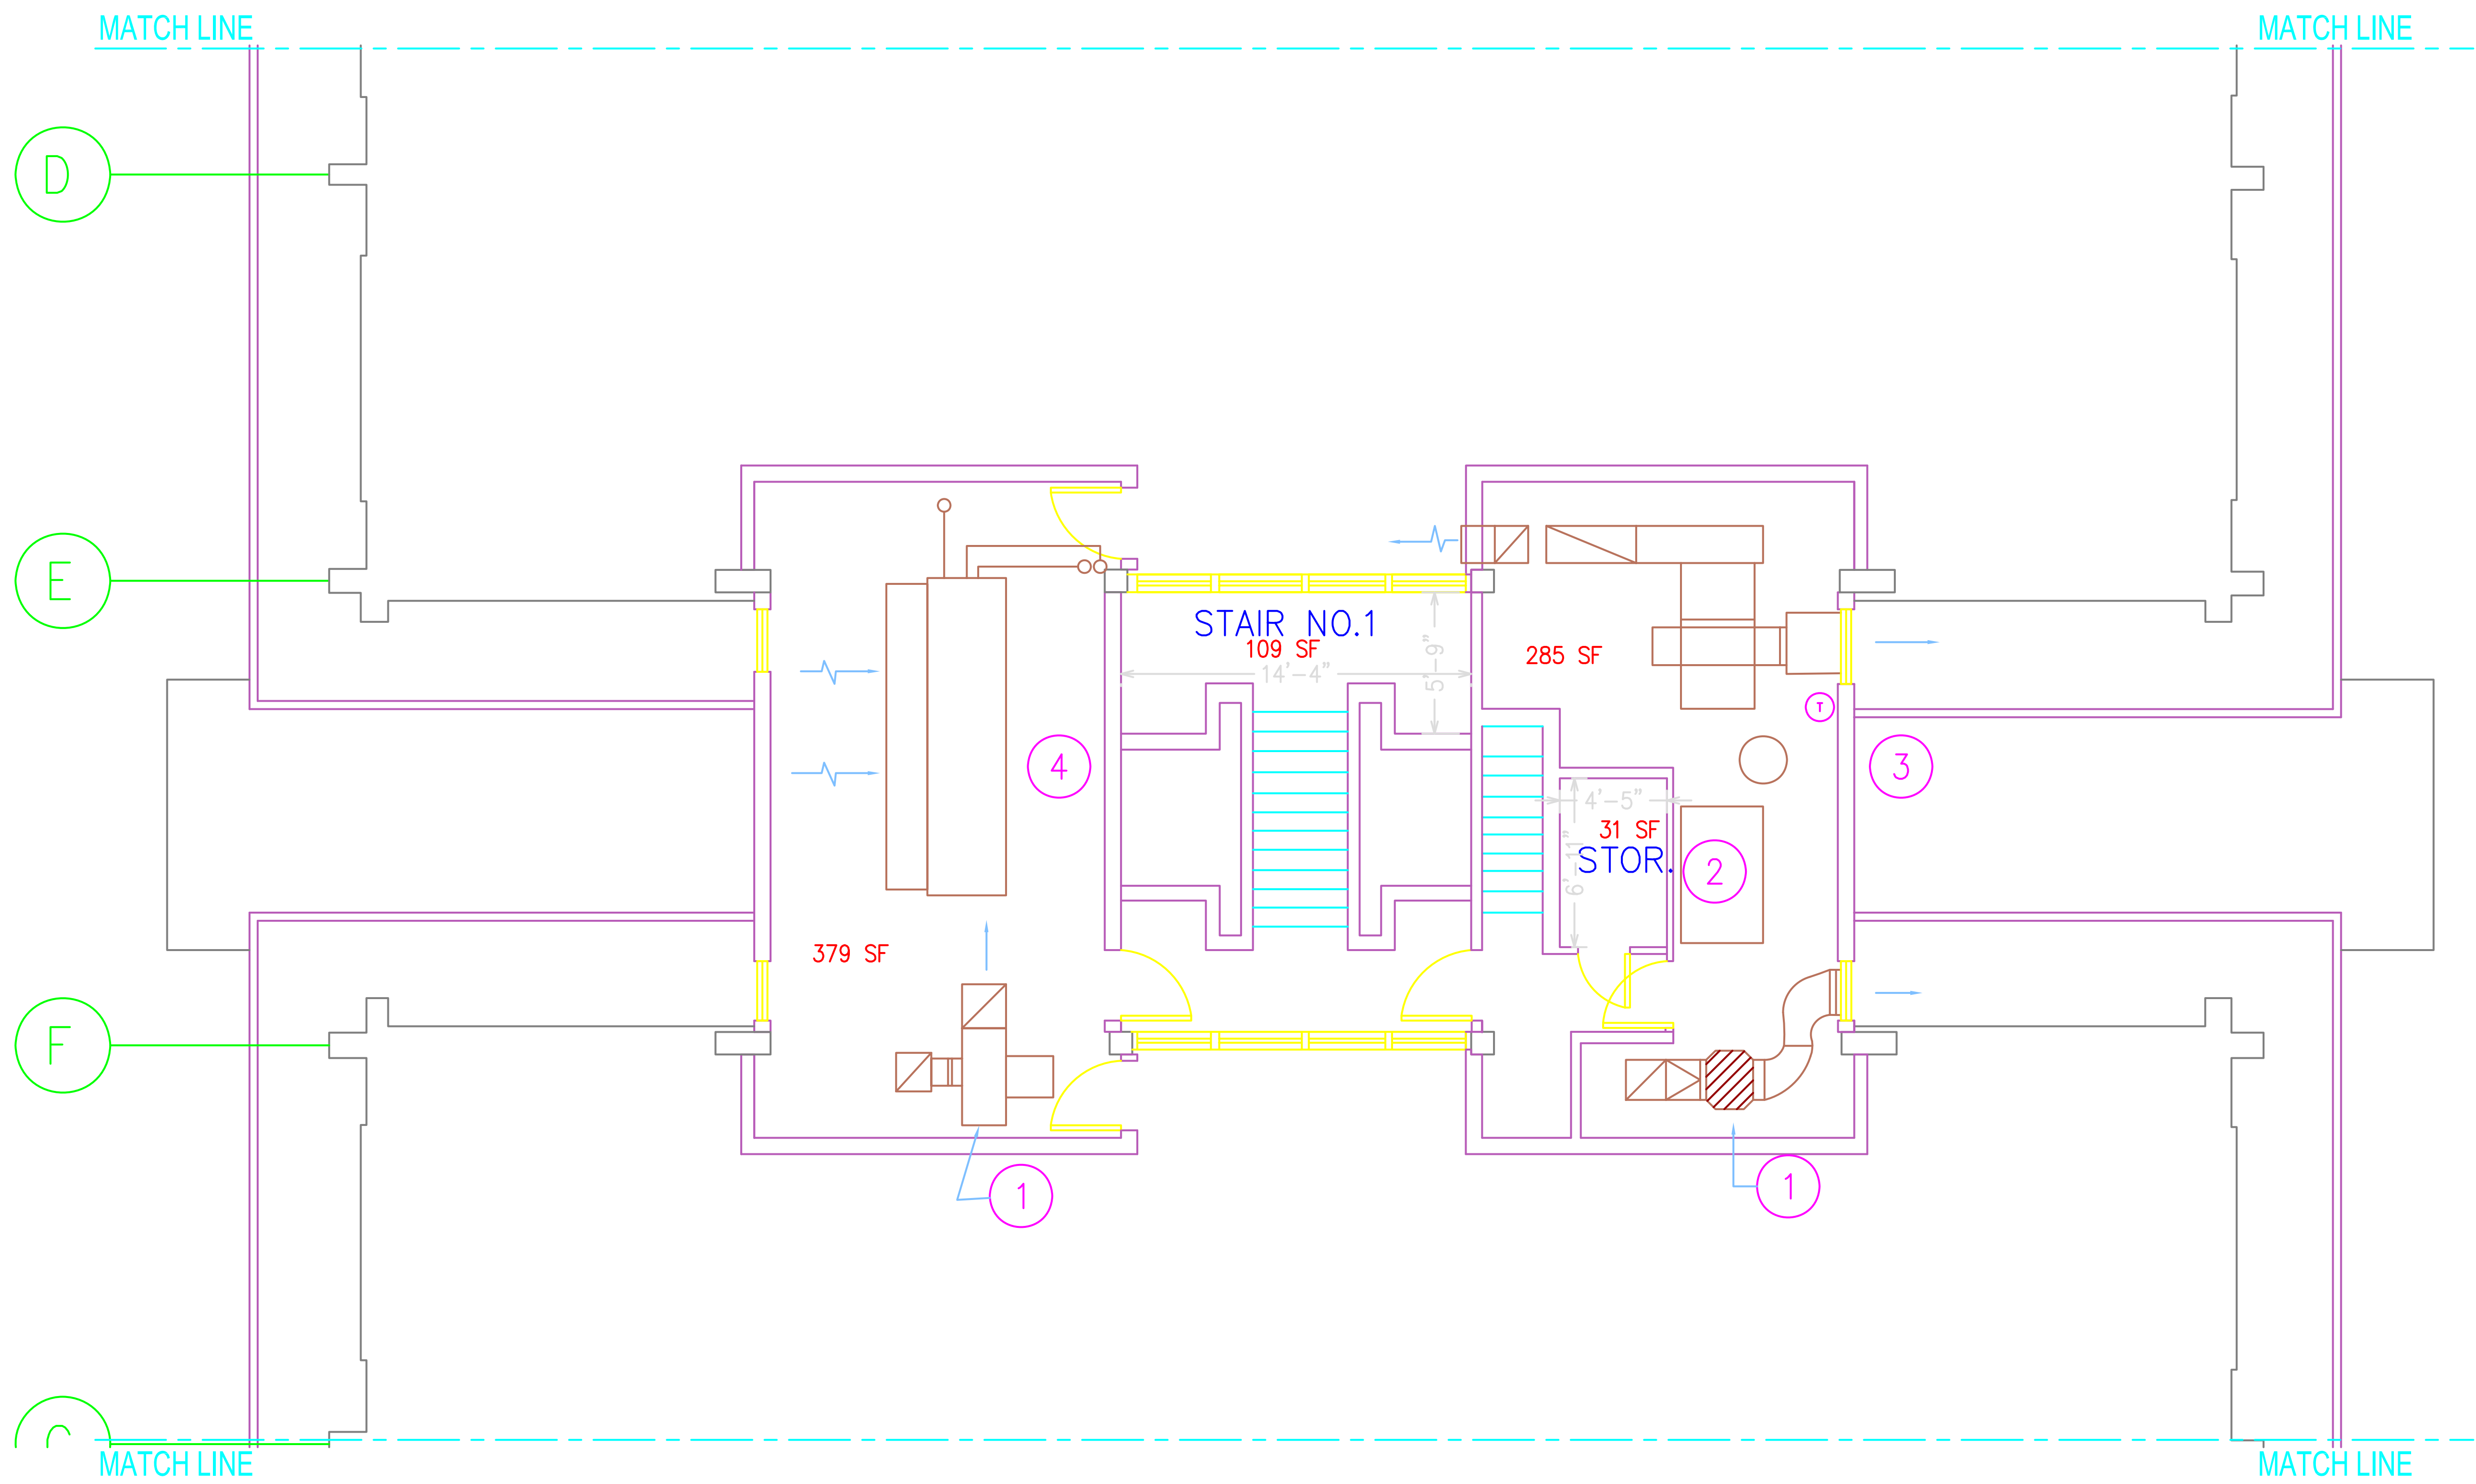 MATCH LINE
MATCH LINE
D
E
STAIR NO.1
109 SF
14'-4"
5'-9"
285 SF
T
4
3
4'-5"
31 SF
STOR.
6'-11"
2
379 SF
F
1
1
MATCH LINE
MATCH LINE